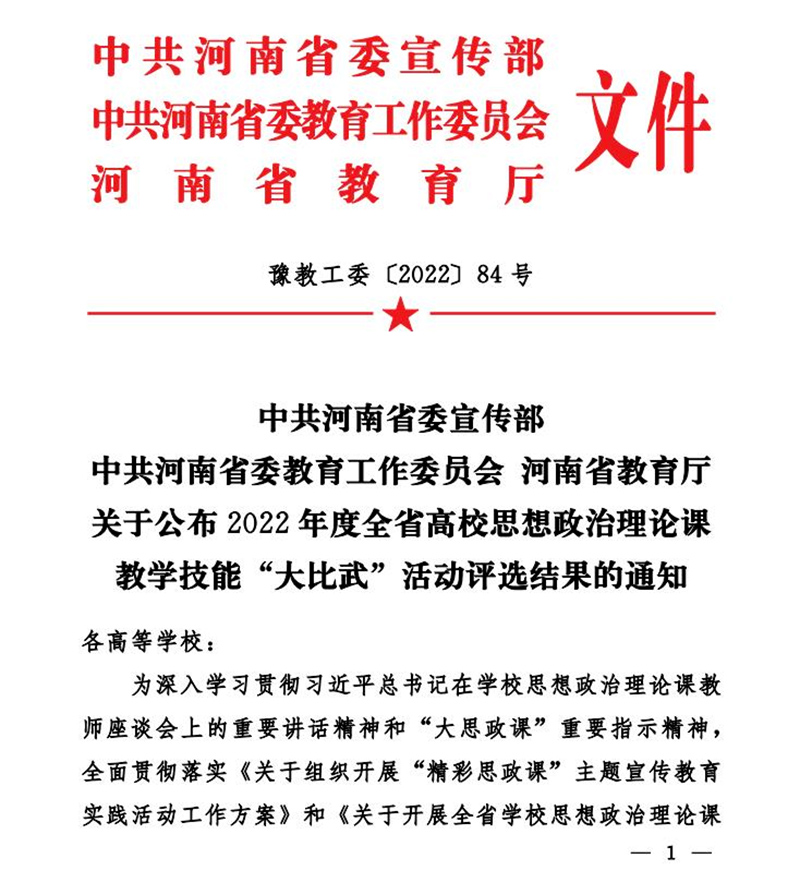 中共河南省委宣传部
中共河南省委教育工作委员会
河南省教育厅
文件
豫教工委〔2022〕84 号
中共河南省委宣传部
中共河南省委教育工作委员会 河南省教育厅
关于公布 2022 年度全省高校思想政治理论课
教学技能“大比武”活动评选结果的通知
各高等学校：
为深入学习贯彻习近平总书记在学校思想政治理论课教
师座谈会上的重要讲话精神和“大思政课”重要指示精神，
全面贯彻落实《关于组织开展“精彩思政课”主题宣传教育
实践活动工作方案》和《关于开展全省学校思想政治理论课
— 1 —